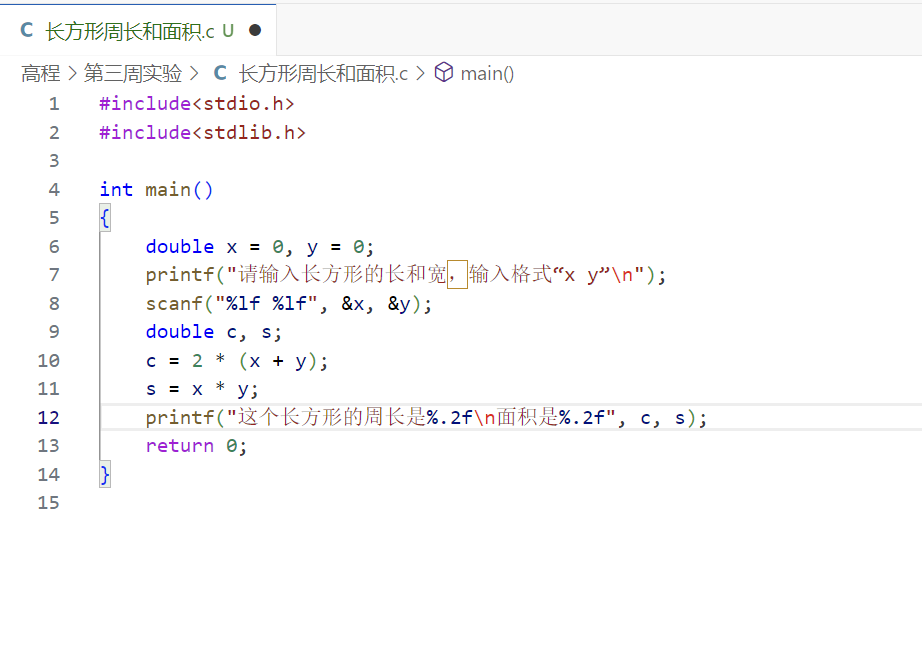 C 长方形周长和面积.c U ●
高程 > 第三周实验 > C 长方形周长和面积.c > main()
1 #include<stdio.h>
2 #include<stdlib.h>
3
4 int main()
5 {
6     double x = 0, y = 0;
7     printf("请输入长方形的长和宽，输入格式“x y”\n");
8     scanf("%lf %lf", &x, &y);
9     double c, s;
10     c = 2 * (x + y);
11     s = x * y;
12     printf("这个长方形的周长是%.2f\n面积是%.2f", c, s);
13     return 0;
14 }
15